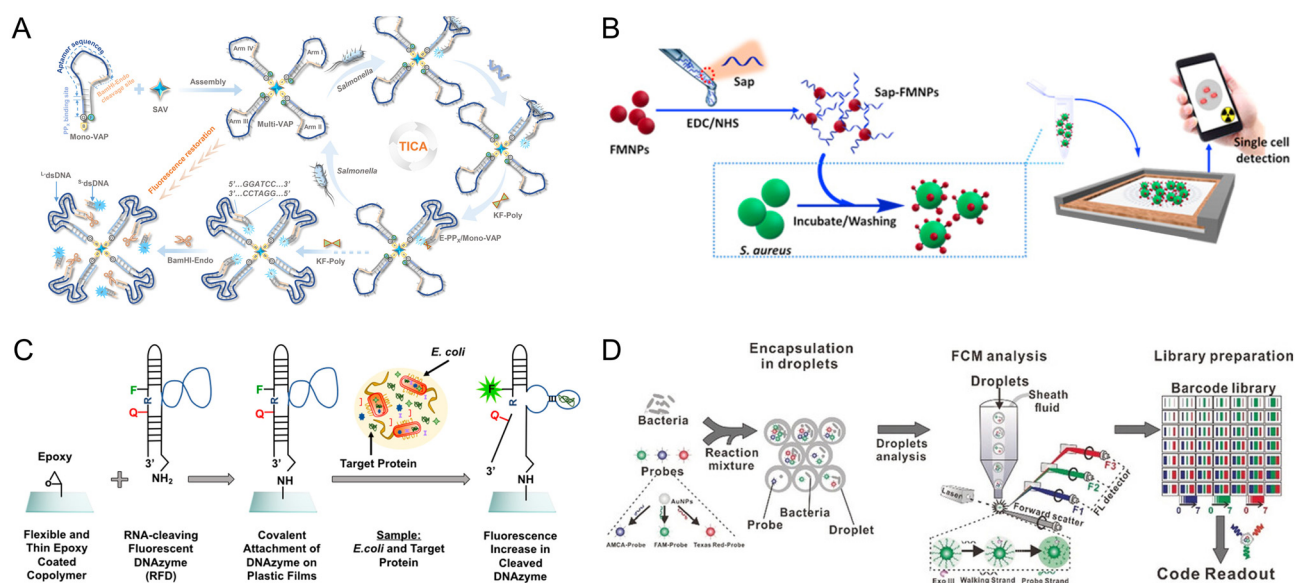 A
Aptamer sequences
BamHI-Endo
cleavage site
PPx binding site
Mono-VAP
SAV
Assembly
Arm IV
Arm I
Arm III
Arm II
Multi-VAP
Salmonella
TICA
KF-Poly
E-PPx/Mono-VAP
Salmonella
KF-Poly
5'...GGATCC...3'
3'...CCTAGG...5'
BamHI-Endo
Fluorescence restoration
L-dsDNA
S-dsDNA
B
Sap
FMNPs
EDC/NHS
Sap-FMNPs
S. aureus
Incubate/Washing
Single cell
detection
C
Epoxy
F
R
Q
3'
NH2
F
R
Q
3'
NH
E. coli
Target Protein
F
R
Q
3'
NH
Flexible and
Thin Epoxy
Coated
Copolymer
RNA-cleaving
Fluorescent
DNAzyme
(RFD)
Covalent
Attachment of
DNAzyme on
Plastic Films
Sample:
E.coli and Target
Protein
Fluorescence
Increase in
Cleaved DNAzyme
D
Bacteria
Probes
AuNPs
AMCA-Probe
FAM-Probe
Texas Red-Probe
Reaction
mixture
Encapsulation
in droplets
Probe
Bacteria
Droplet
Droplets
analysis
FCM analysis
Droplets
Sheath
fluid
Laser
F3
F2
F1
FL detector
Forward scatter
Exo III
Walking Strand
Probe Strand
Library preparation
Barcode library
0 7
0 7
0 7
Code Readout